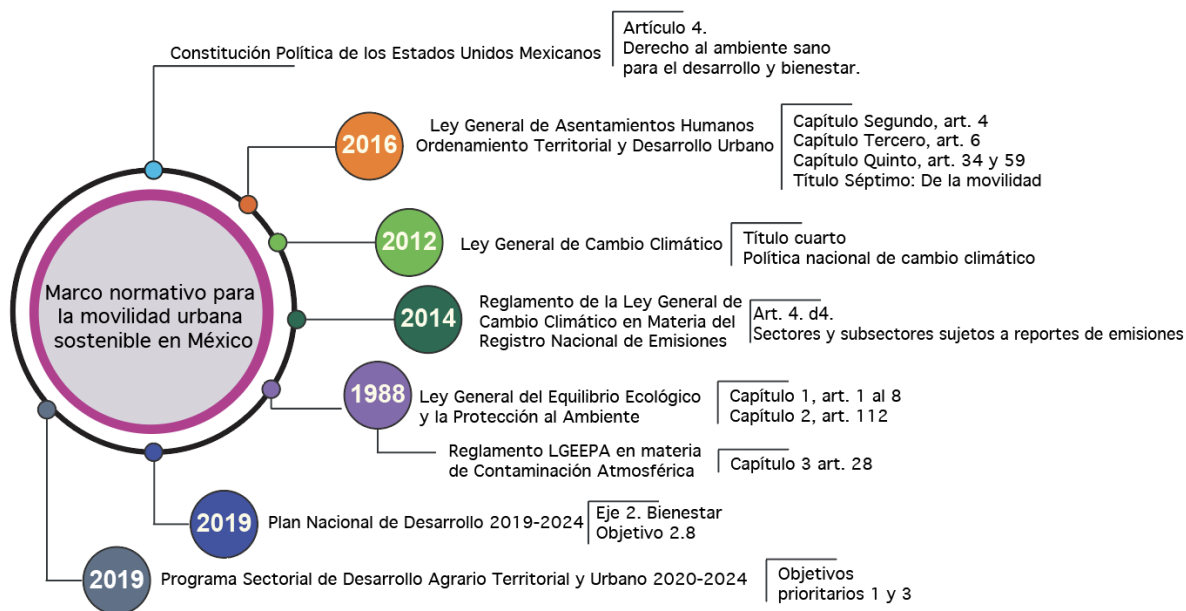 Constitución Política de los Estados Unidos Mexicanos
Artículo 4.
Derecho al ambiente sano
para el desarrollo y bienestar.
2016
Ley General de Asentamientos Humanos
Ordenamiento Territorial y Desarrollo Urbano
Capítulo Segundo, art. 4
Capítulo Tercero, art. 6
Capítulo Quinto, art. 34 y 59
Título Séptimo: De la movilidad
2012
Ley General de Cambio Climático
Título cuarto
Política nacional de cambio climático
Marco normativo para
la movilidad urbana
sostenible en México
2014
Reglamento de la Ley General de
Cambio Climático en Materia del
Registro Nacional de Emisiones
Art. 4. d4.
Sectores y subsectores sujetos a reportes de emisiones
1988
Ley General del Equilibrio Ecológico
y la Protección al Ambiente
Capítulo 1, art. 1 al 8
Capítulo 2, art. 112
Reglamento LGEEPA en materia
de Contaminación Atmosférica
Capítulo 3 art. 28
2019
Plan Nacional de Desarrollo 2019-2024
Eje 2. Bienestar
Objetivo 2.8
2019
Programa Sectorial de Desarrollo Agrario Territorial y Urbano 2020-2024
Objetivos
prioritarios 1 y 3